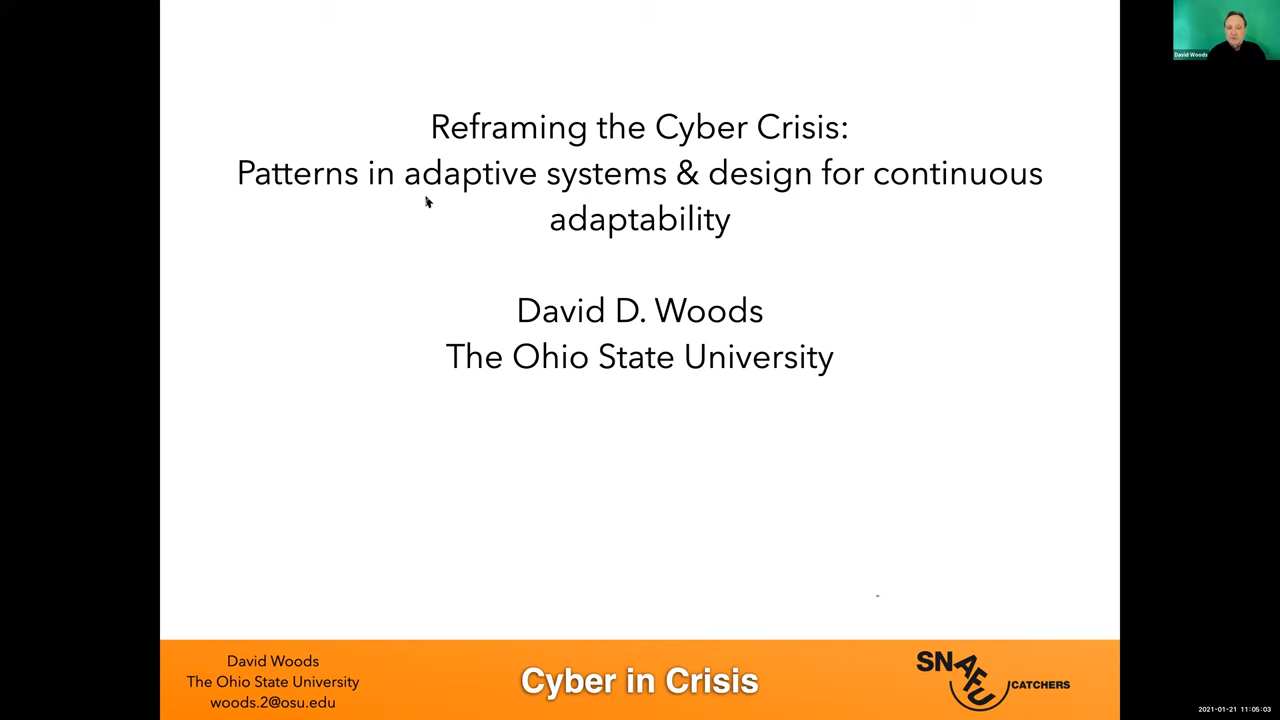 David Woods
Reframing the Cyber Crisis:
Patterns in adaptive systems & design for continuous
adaptability
David D. Woods
The Ohio State University
David Woods
The Ohio State University
woods.2@osu.edu
Cyber in Crisis
SNAFU
CATCHERS
2021-01-21 11:05:03